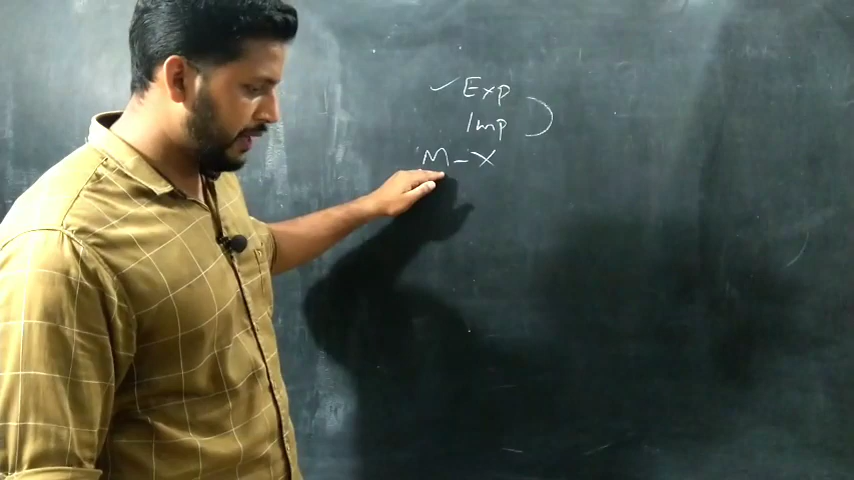 ✓ Exp
Imp
M - X